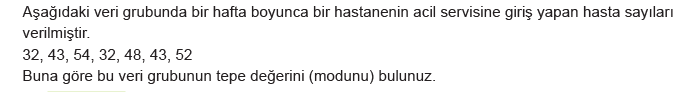 Aşağıdaki veri grubunda bir hafta boyunca bir hastanenin acil servisine giriş yapan hasta sayıları
verilmiştir.
32, 43, 54, 32, 48, 43, 52
Buna göre bu veri grubunun tepe değerini (modunu) bulunuz.